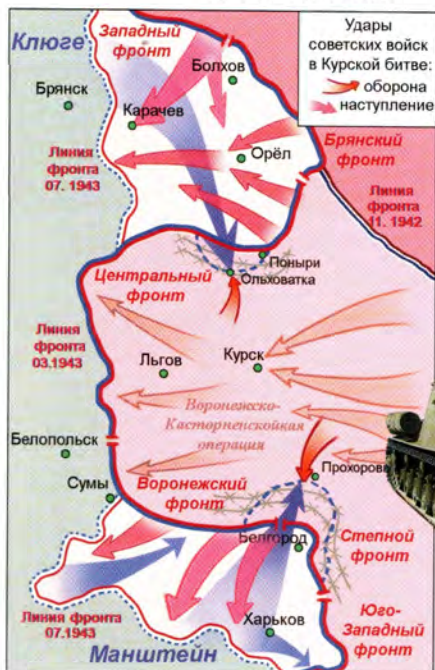 Клюге
Западный
фронт
Болхов
Брянск
Карачев
Удары
советских войск
в Курской битве:
оборона
наступление
Брянский
фронт
Линия
фронта
07. 1943
Орёл
Линия
фронта
11. 1942
Поныри
Ольховатка
Центральный
фронт
Линия
фронта
03.1943
Льгов
Курск
Воронежско-
Касторненскойкая
операция
Белопольск
Сумы
Воронежский
фронт
Прохоровк
Белгород
Степной
фронт
Линия фронта
07.1943
Харьков
Юго-
Западный
фронт
Манштейн